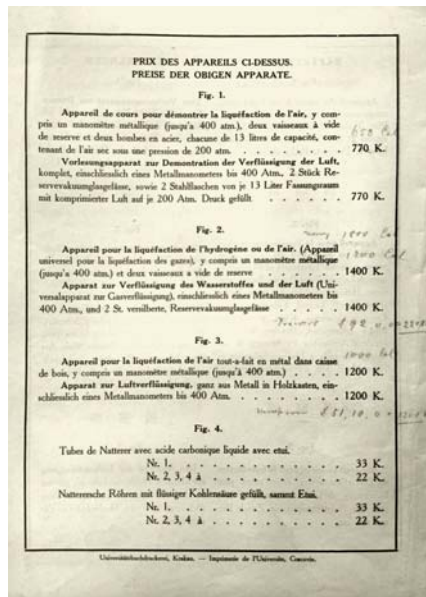 PRIX DES APPAREILS CI-DESSUS.
PREISE DER OBIGEN APPARATE.
Fig. 1.
Appareil de cours pour démontrer la liquéfaction de l'air, y com-
pris un manomètre métallique (jusqu'à 400 atm.), deux vaisseaux à vide
de reserve et deux bombes en acier, chacune de 13 litres de capacité, con-
tenant de l'air sec sous une pression de 200 atm. . . . . . . . 770 K.
Vorlesungsapparat zur Demontration der Verflüssigung der Luft,
komplet, einschliesslich eines Metallmanometers bis 400 Atm., 2 Stück Re-
servevakuumglasgefässe, sowie 2 Stahlflaschen von je 13 Liter Fassungsraum
mit komprimierter Luft auf je 200 Atm. Druck gefüllt . . . . . 770 K.
Fig. 2.
Appareil pour la liquéfaction de l'hydrogène ou de l'air. (Appareil
universel pour la liquéfaction des gazes), y compris un manomètre métallique
(jusqu'a 400 atm.) et deux vaisseaux a vide de reserve . . . . 1400 K.
Apparat zur Verflüssigung des Wasserstoffes und der Luft (Uni-
versalapparat zur Gasverflüssigung), einschliesslich eines Metallmanometers bis
400 Atm., und 2 St. versilberte, Reservevakuumglasgefässe . . . . 1400 K.
Fig. 3.
Appareil pour la liquéfaction de l'air tout-a-fait en métal dans caisse
de bois, y compris un manomètre métallique (jusqu'à 400 atm.) . . . . 1200 K.
Apparat zur Luftverflüssigung, ganz aus Metall in Holzkasten, ein-
schliesslich eines Metallmanometers bis 400 Atm. . . . . . . . 1200 K.
Fig. 4.
Tubes de Natterer avec acide carbonique liquide avec etui.
Nr. 1. . . . . . . . . . . . . 33 K.
Nr. 2, 3, 4 à . . . . . . . . . . 22 K.
Natterersche Röhren mit flüssiger Kohlensäure gefüllt, sammt Etui.
Nr. 1. . . . . . . . . . . . . 33 K.
Nr. 2, 3, 4 à . . . . . . . . . . 22 K.
Universitätsbuchdruckerei, Krakau. — Imprimerie de l'Université, Cracovie.